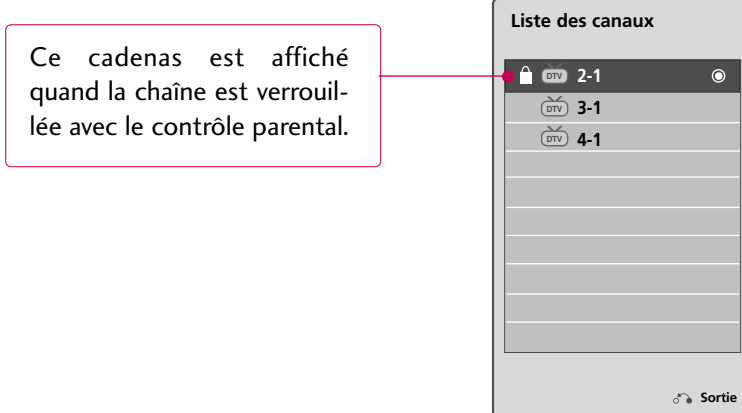 Liste des canaux
Ce cadenas est affiché
quand la chaîne est verrouil-
lée avec le contrôle parental.
DTV 2-1
DTV 3-1
DTV 4-1
Sortie